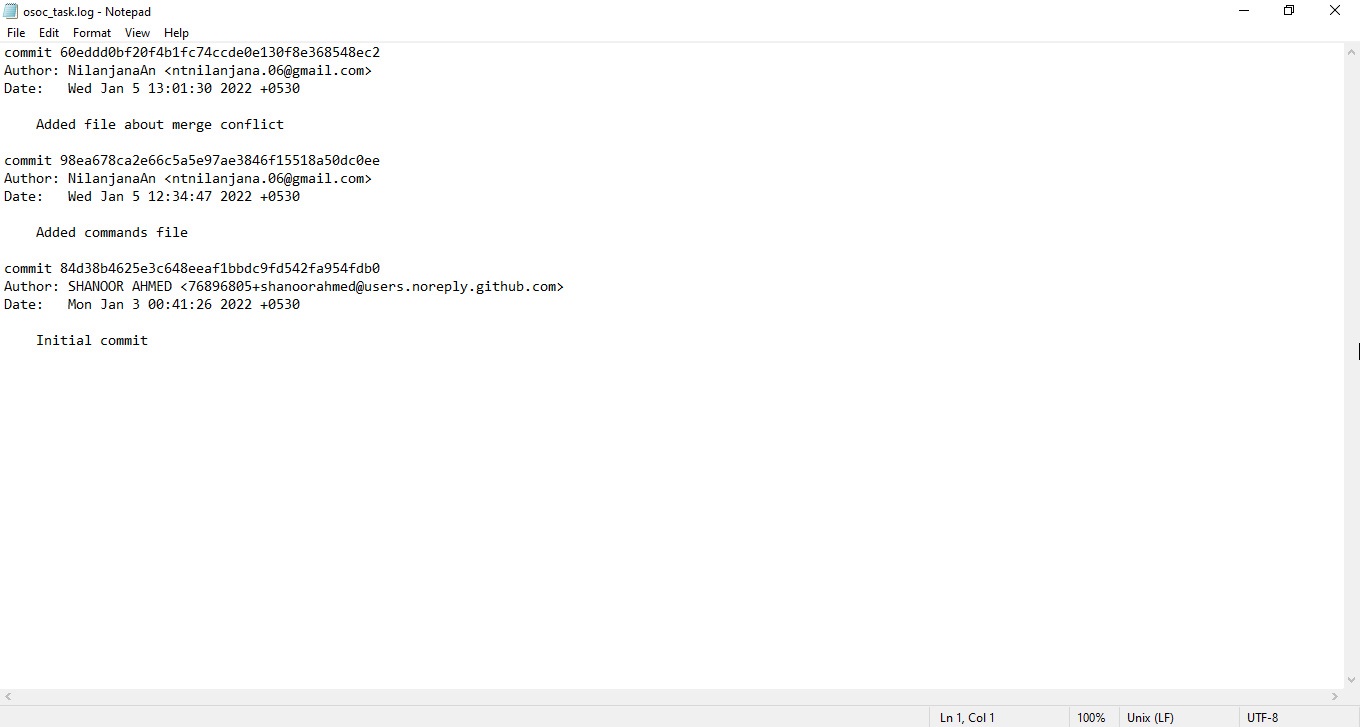 osoc_task.log - Notepad
File Edit Format View Help
commit 60eddd0bf20f4b1fc74ccde0e130f8e368548ec2
Author: NilanjanaAn <ntnilanjana.06@gmail.com>
Date:   Wed Jan 5 13:01:30 2022 +0530
    Added file about merge conflict
commit 98ea678ca2e66c5a5e97ae3846f15518a50dc0ee
Author: NilanjanaAn <ntnilanjana.06@gmail.com>
Date:   Wed Jan 5 12:34:47 2022 +0530
    Added commands file
commit 84d38b4625e3c648eeaf1bbdc9fd542fa954fdb0
Author: SHANOOR AHMED <76896805+shanoorahmed@users.noreply.github.com>
Date:   Mon Jan 3 00:41:26 2022 +0530
    Initial commit
Ln 1, Col 1 100% Unix (LF) UTF-8